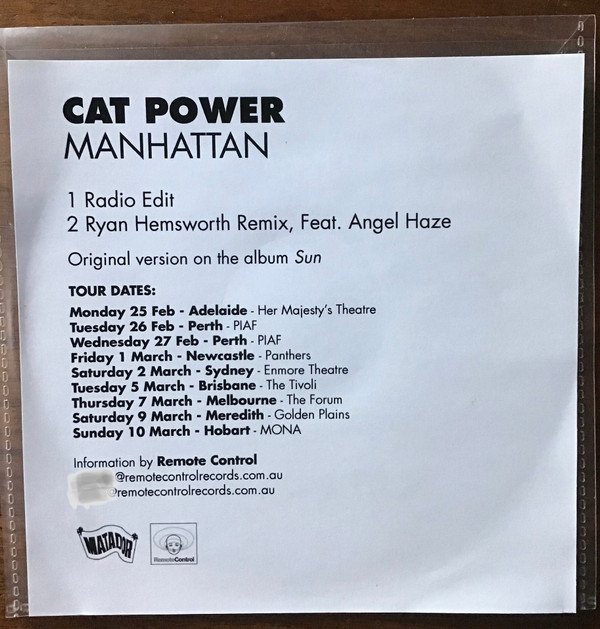 CAT POWER
MANHATTAN
1 Radio Edit
2 Ryan Hemsworth Remix, Feat. Angel Haze
Original version on the album Sun
TOUR DATES:
Monday 25 Feb - Adelaide - Her Majesty's Theatre
Tuesday 26 Feb - Perth - PIAF
Wednesday 27 Feb - Perth - PIAF
Friday 1 March - Newcastle - Panthers
Saturday 2 March - Sydney - Enmore Theatre
Tuesday 5 March - Brisbane - The Tivoli
Thursday 7 March - Melbourne - The Forum
Saturday 9 March - Meredith - Golden Plains
Sunday 10 March - Hobart - MONA
Information by Remote Control
@remotecontrolrecords.com.au
@remotecontrolrecords.com.au
MATADOR
RemoteControl